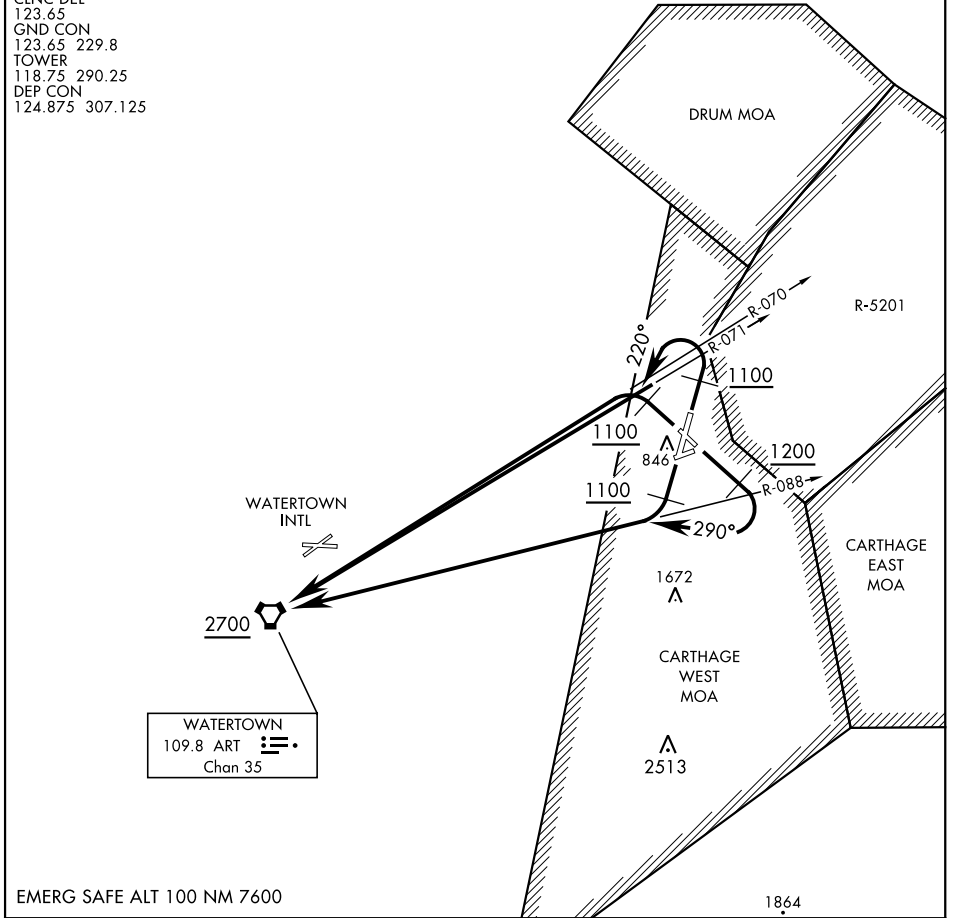 CLNC DEL
123.65
GND CON
123.65 229.8
TOWER
118.75 290.25
DEP CON
124.875 307.125
DRUM MOA
R-070
R-071
R-5201
220°
1100
1100
846
1200
1100
R-088
290°
WATERTOWN
INTL
CARTHAGE
EAST
MOA
1672
2700
CARTHAGE
WEST
MOA
WATERTOWN
109.8 ART
Chan 35
2513
EMERG SAFE ALT 100 NM 7600
1864